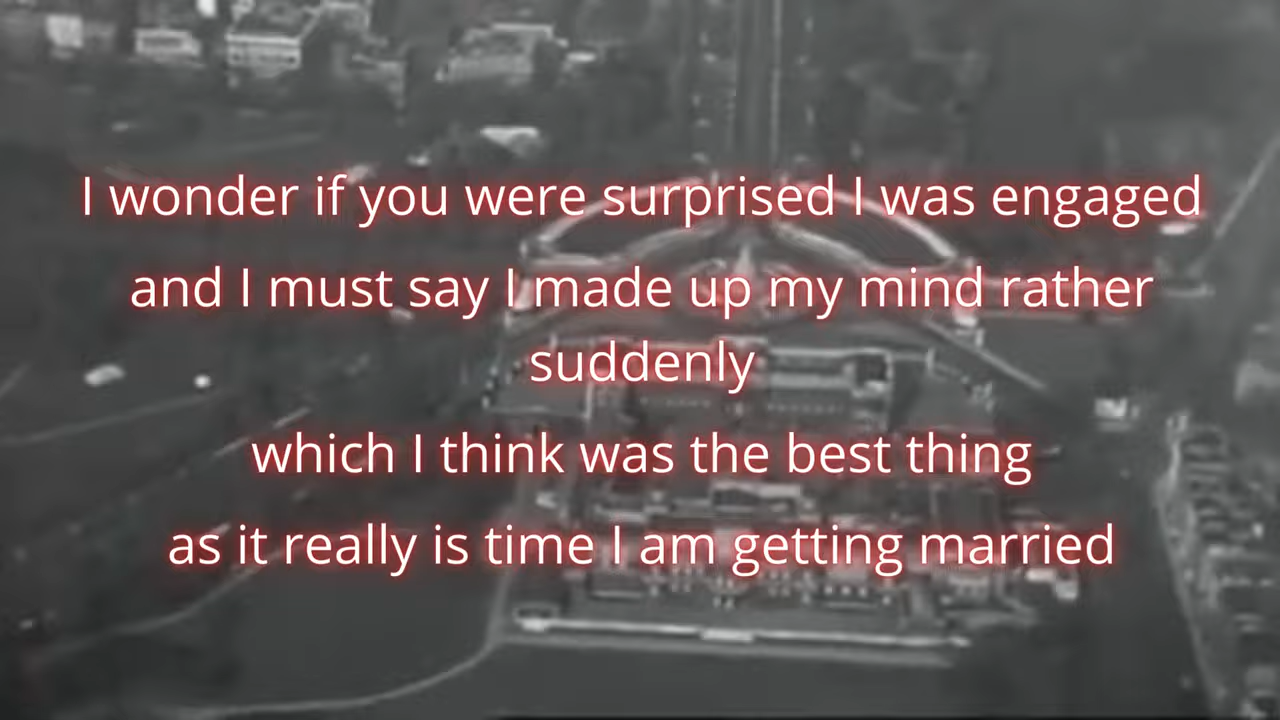 I wonder if you were surprised I was engaged
and I must say I made up my mind rather
suddenly
which I think was the best thing
as it really is time I am getting married